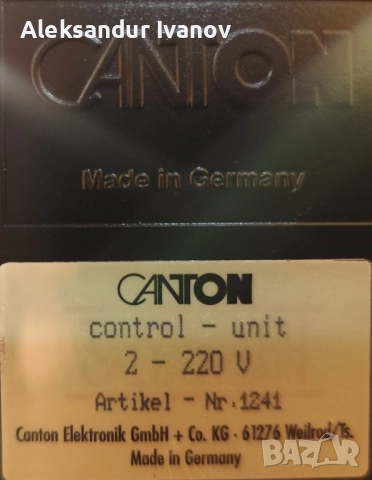 Aleksandur Ivanov
CANTON
Made in Germany
CANTON
control - unit
2 - 220 V
Artikel - Nr. 1241
Canton Elektronik GmbH + Co. KG · 61276 Weilrod/Ts.
Made in Germany
BAZAR